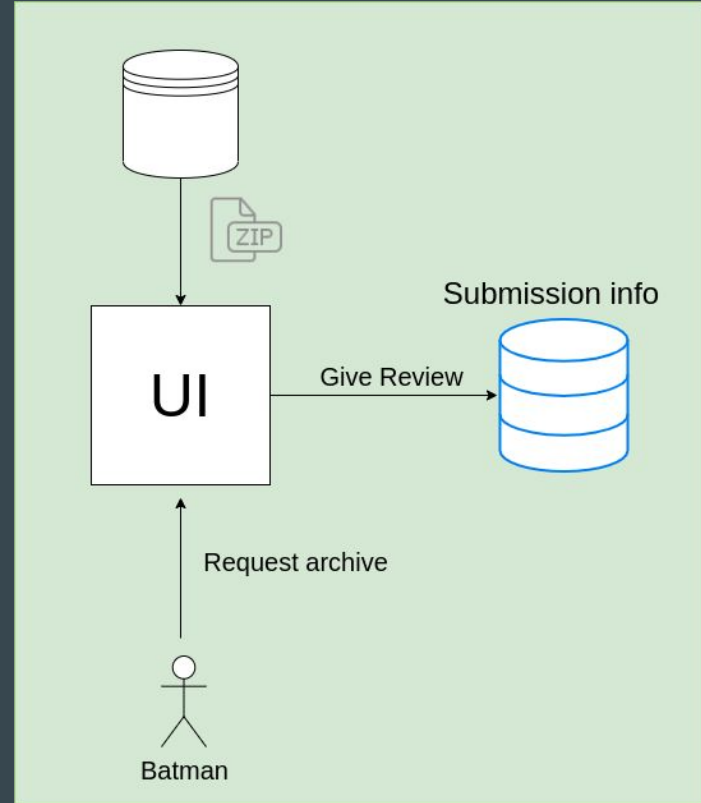 ZIP
Submission info
Give Review
UI
Request archive
Batman